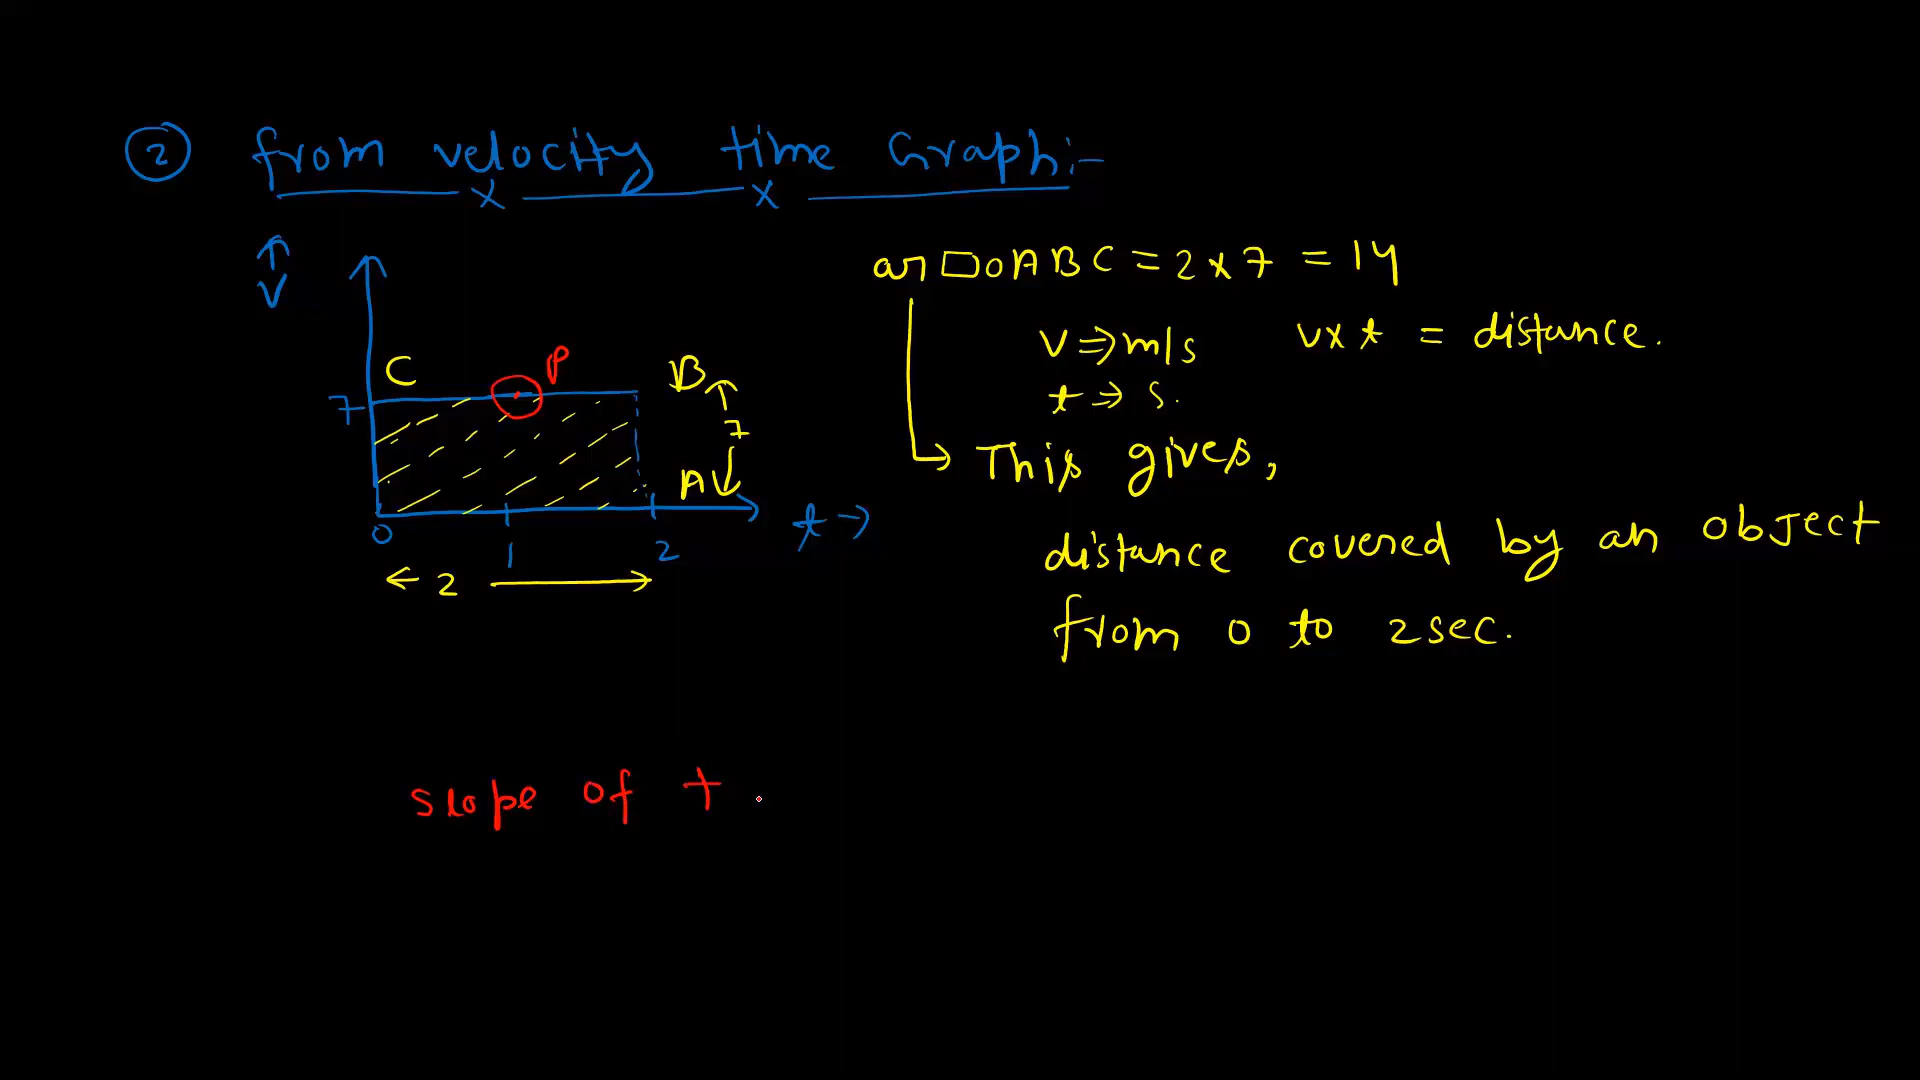 ② from velocity time Graph:-
↑
V
ar □OABC = 2 x 7 = 14
V ⇒ m/s v x t = distance.
t ⇒ s.
C P B
7 7
A
0 1 2 t →
← 2 →
This gives,
distance covered by an object
from 0 to 2sec.
slope of t